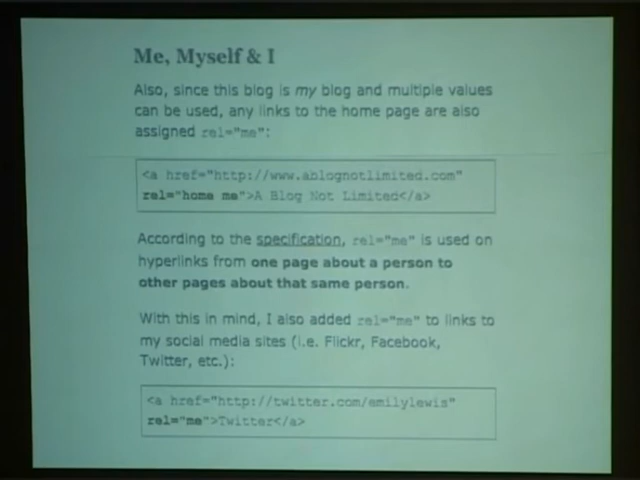 Me, Myself & I
Also, since this blog is my blog and multiple values
can be used, any links to the home page are also
assigned rel="me":
<a href="http://www.ablognotlimited.com"
rel="home me">A Blog Not Limited</a>
According to the specification, rel="me" is used on
hyperlinks from one page about a person to
other pages about that same person.
With this in mind, I also added rel="me" to links to
my social media sites (i.e. Flickr, Facebook,
Twitter, etc.):
<a href="http://twitter.com/emilylewis"
rel="me">Twitter</a>